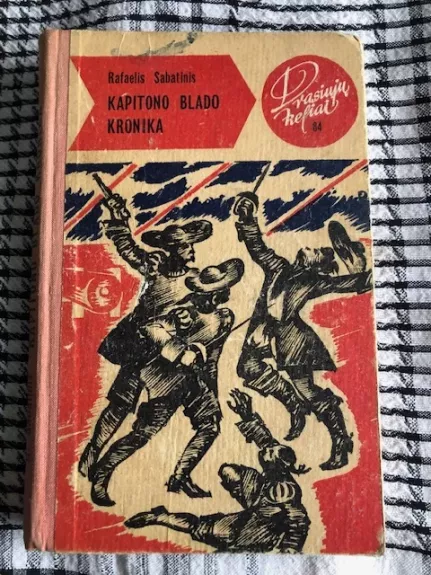 Rafaelis Sabatinis
KAPITONO BLADO
KRONIKA
Drąsiųjų
keliai
84